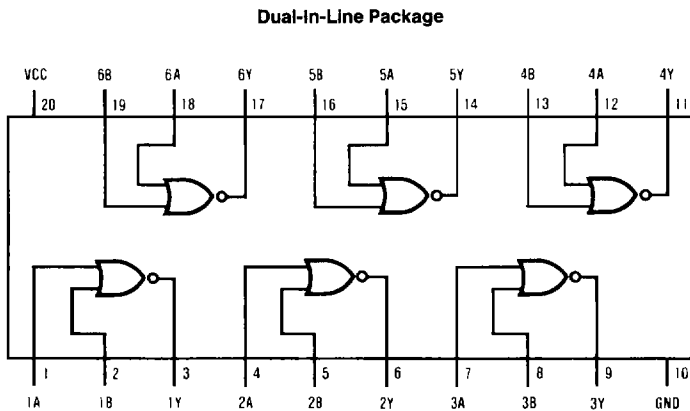 Dual-In-Line Package
VCC 6B 6A 6Y 5B 5A 5Y 4B 4A 4Y
20 19 18 17 16 15 14 13 12 11
1 2 3 4 5 6 7 8 9 10
1A 1B 1Y 2A 2B 2Y 3A 3B 3Y GND